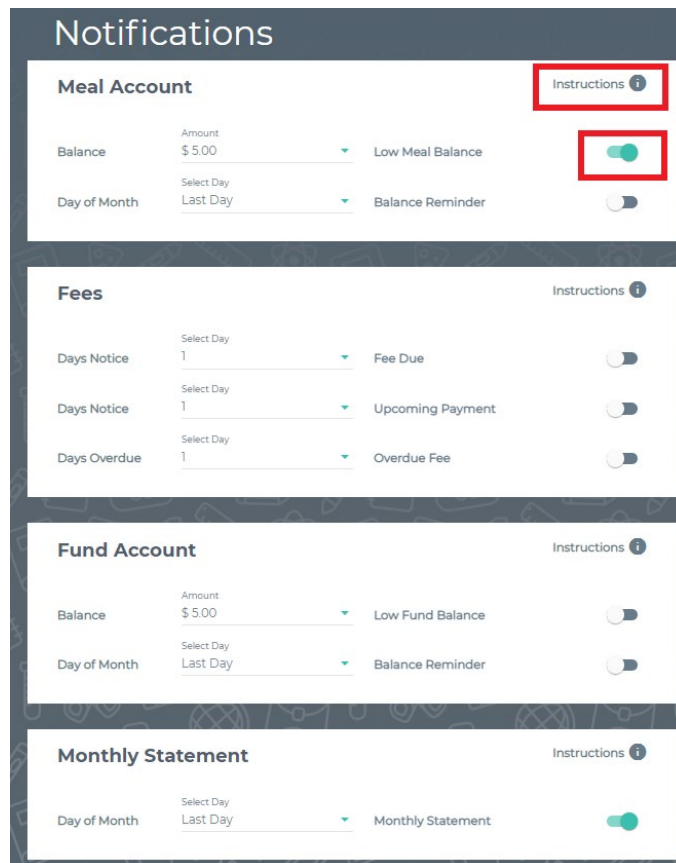 Notifications
Meal Account
Instructions
Balance
Amount
$ 5.00
Low Meal Balance
Day of Month
Select Day
Last Day
Balance Reminder
Fees
Instructions
Days Notice
Select Day
1
Fee Due
Days Notice
Select Day
1
Upcoming Payment
Days Overdue
Select Day
1
Overdue Fee
Fund Account
Instructions
Balance
Amount
$ 5.00
Low Fund Balance
Day of Month
Select Day
Last Day
Balance Reminder
Monthly Statement
Instructions
Day of Month
Select Day
Last Day
Monthly Statement